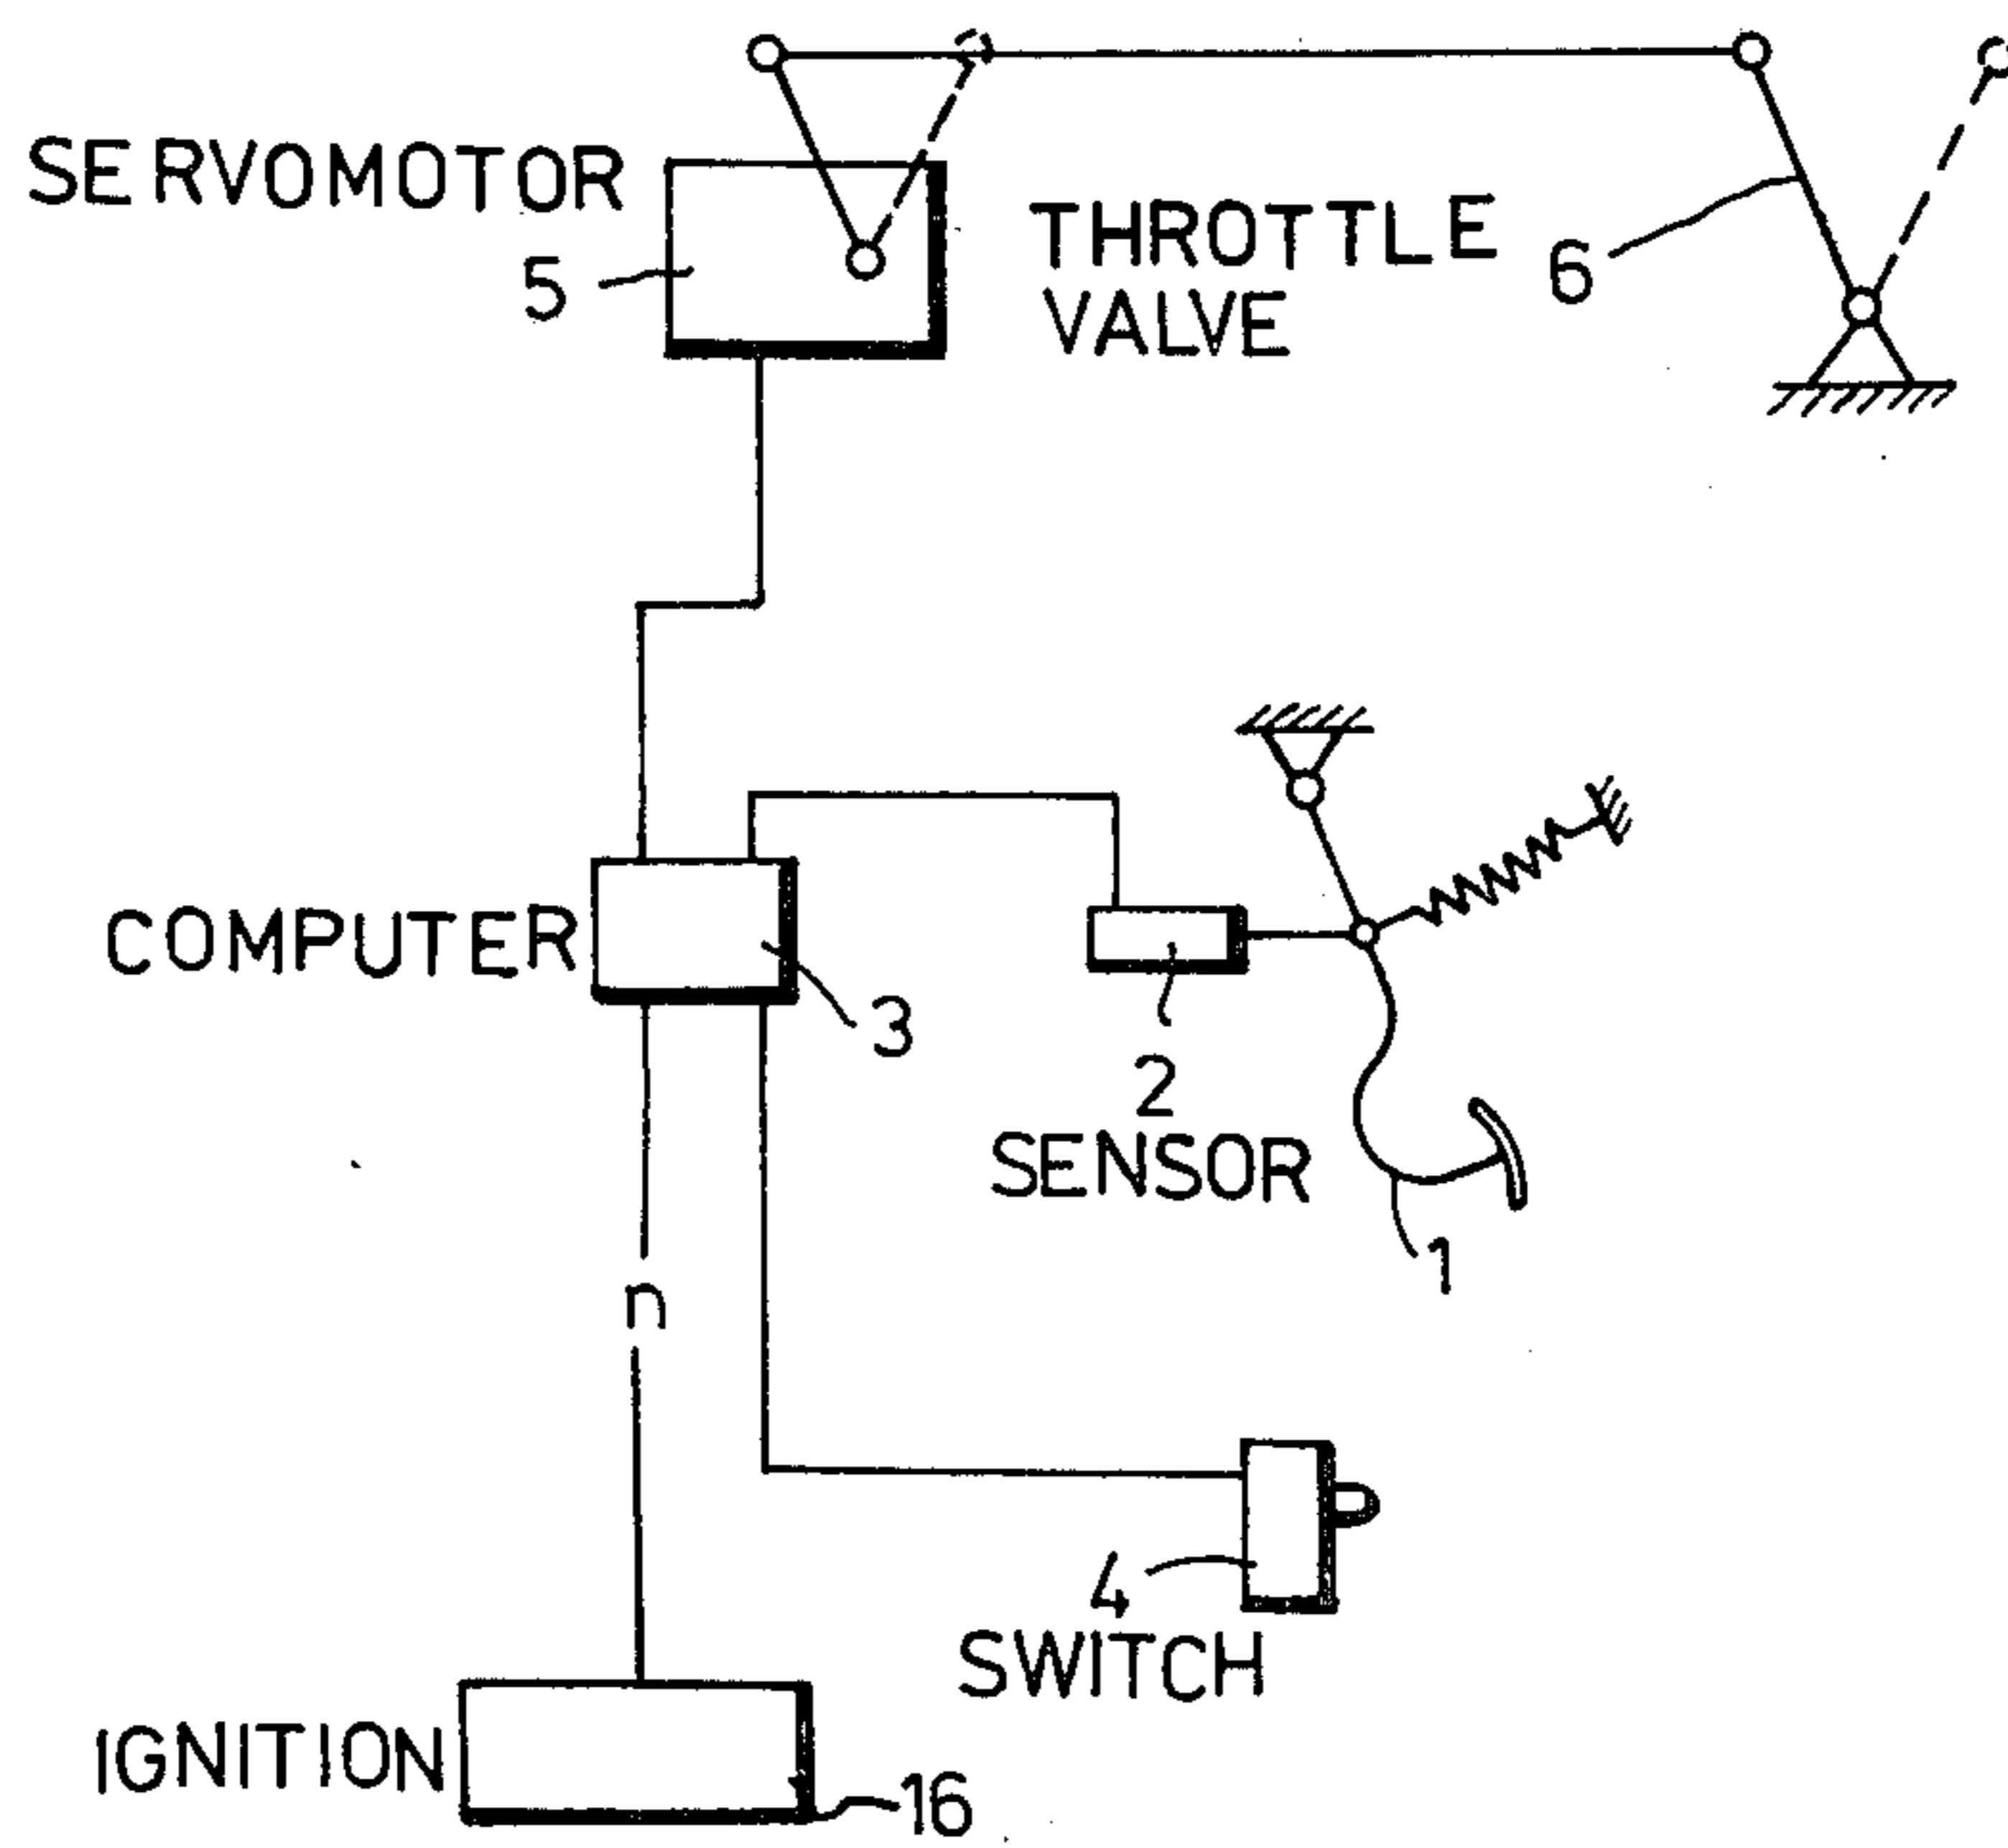 SERVOMOTOR
5
THROTTLE
VALVE
6
COMPUTER
3
2
SENSOR
1
n
4
SWITCH
IGNITION
16